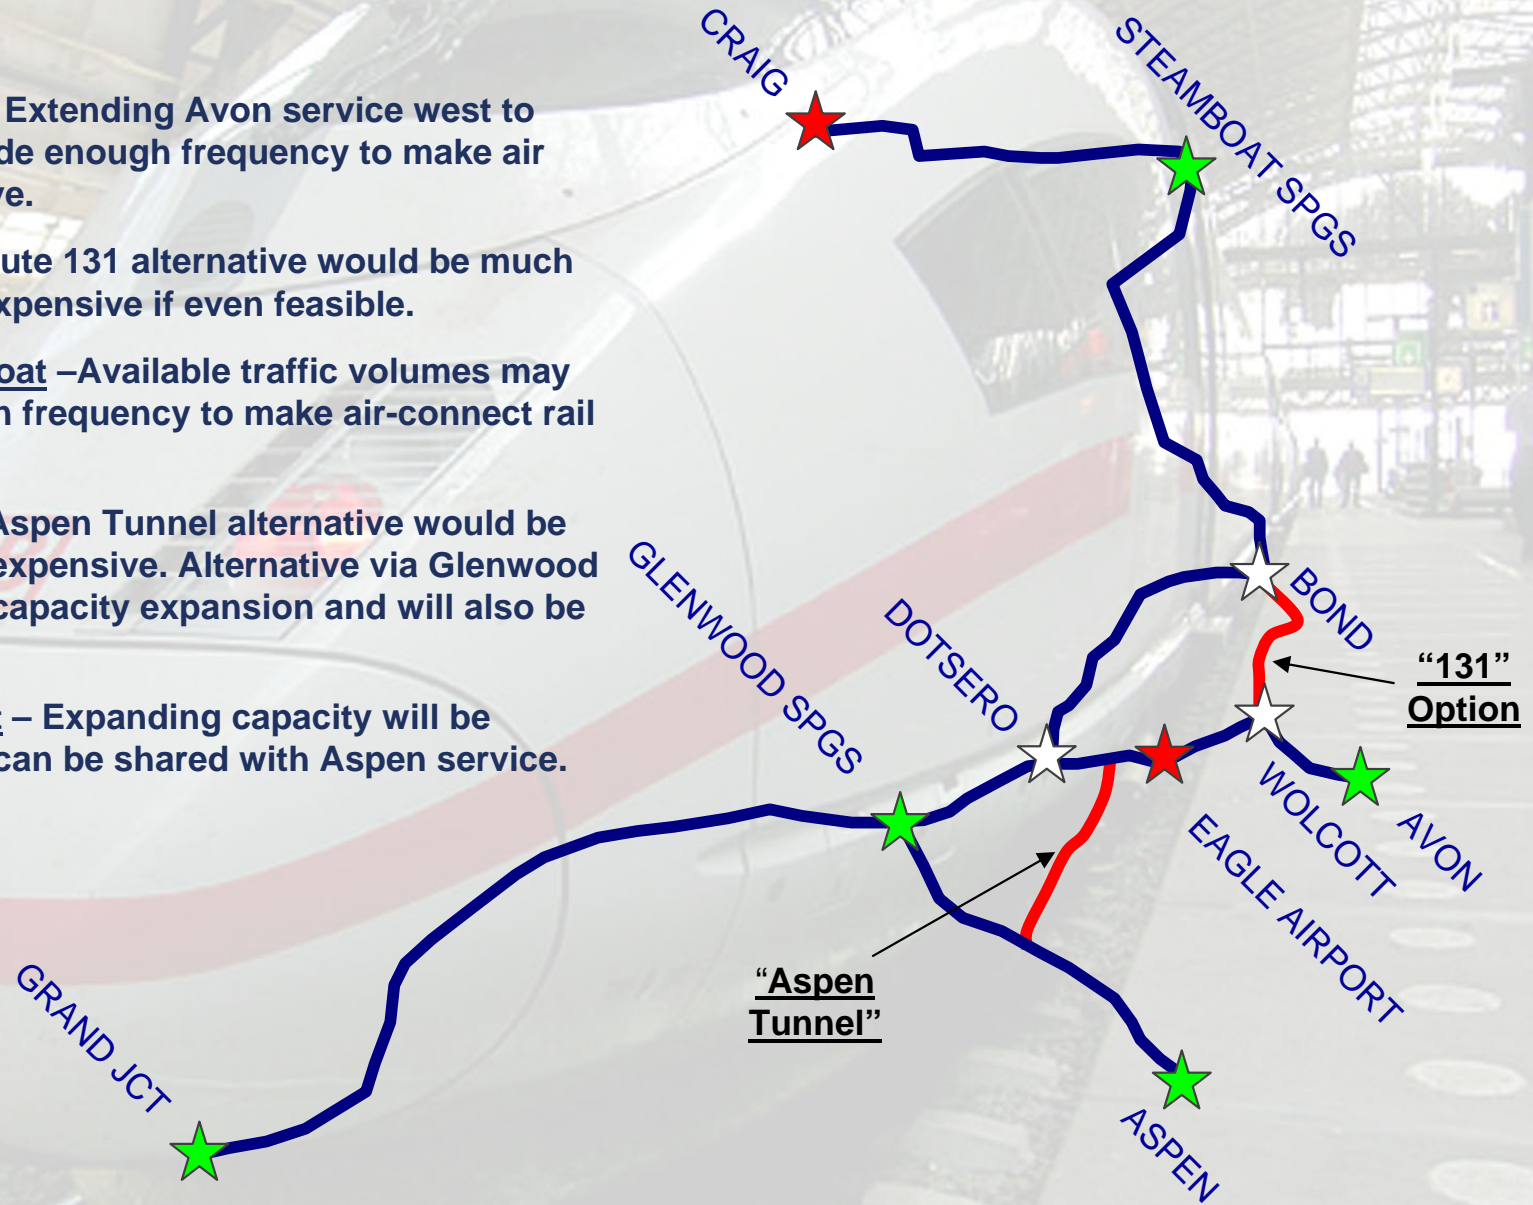 CRAIG
STEAMBOAT SPGS
Extending Avon service west to
de enough frequency to make air
ve.
ute 131 alternative would be much
xpensive if even feasible.
oat –Available traffic volumes may
h frequency to make air-connect rail
Aspen Tunnel alternative would be
expensive. Alternative via Glenwood
capacity expansion and will also be
– Expanding capacity will be
can be shared with Aspen service.
GLENWOOD SPGS
DOTSERO
BOND
“131”
Option
WOLCOTT
AVON
EAGLE AIRPORT
“Aspen
Tunnel”
GRAND JCT
ASPEN